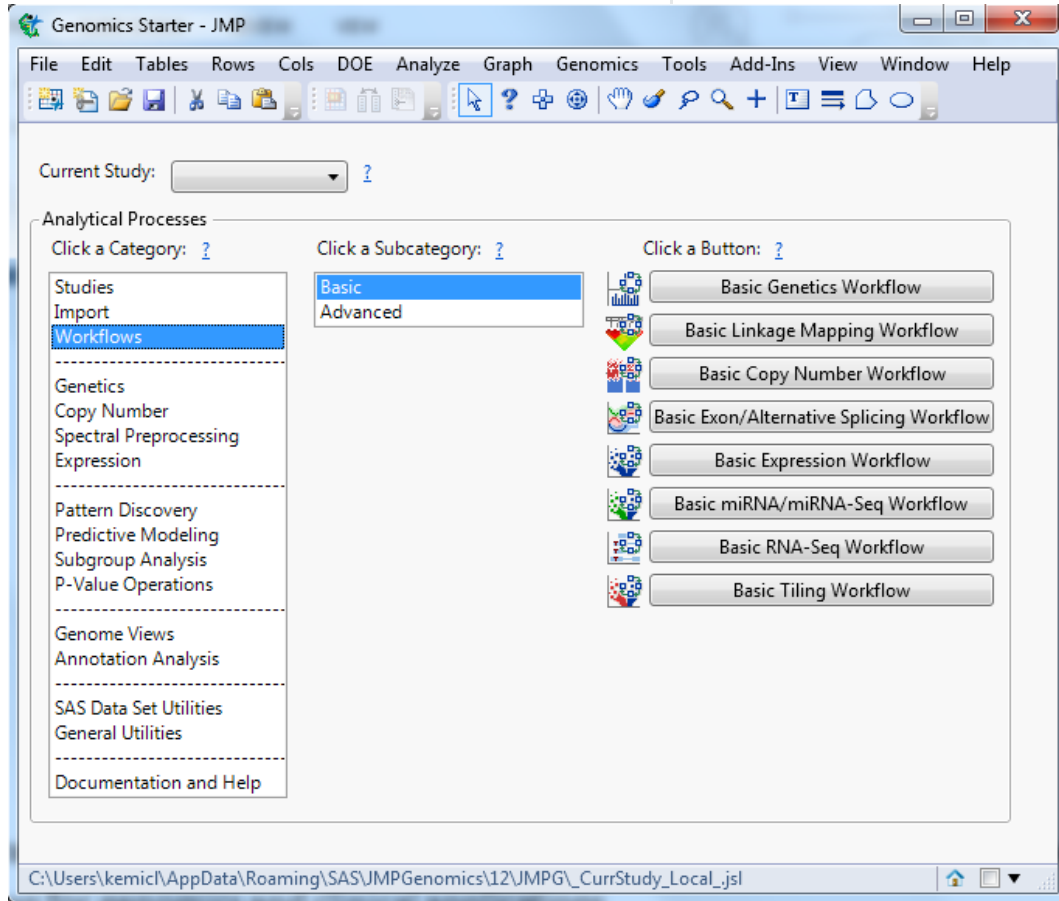 Genomics Starter - JMP
File Edit Tables Rows Cols DOE Analyze Graph Genomics Tools Add-Ins View Window Help
Current Study: ?
Analytical Processes
Click a Category: ? Click a Subcategory: ? Click a Button: ?
Studies
Import
Workflows
Genetics
Copy Number
Spectral Preprocessing
Expression
Pattern Discovery
Predictive Modeling
Subgroup Analysis
P-Value Operations
Genome Views
Annotation Analysis
SAS Data Set Utilities
General Utilities
Documentation and Help
Basic
Advanced
Basic Genetics Workflow
Basic Linkage Mapping Workflow
Basic Copy Number Workflow
Basic Exon/Alternative Splicing Workflow
Basic Expression Workflow
Basic miRNA/miRNA-Seq Workflow
Basic RNA-Seq Workflow
Basic Tiling Workflow
C:\Users\kemicl\AppData\Roaming\SAS\JMPGenomics\12\JMPG\_CurrStudy_Local_.jsl